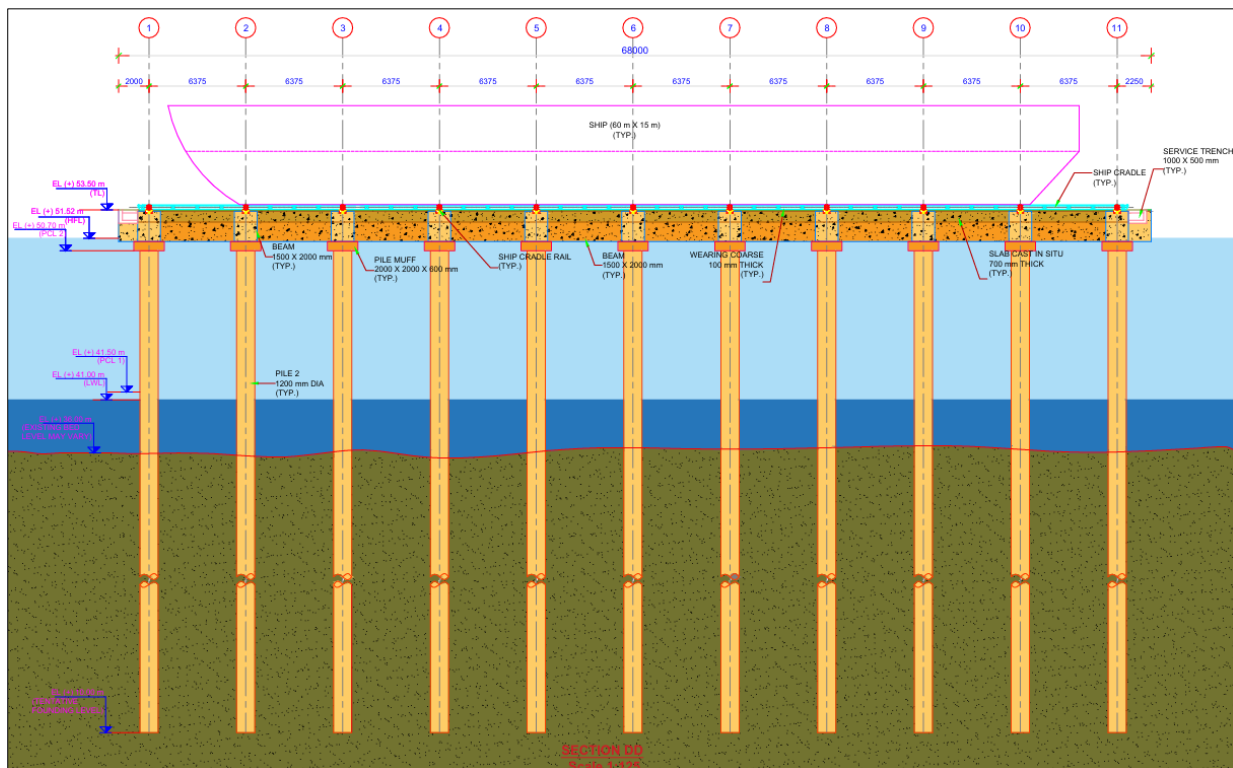 1 2 3 4 5 6 7 8 9 10 11
68000
2000 6375 6375 6375 6375 6375 6375 6375 6375 6375 6375 2250
SHIP (60 m X 15 m)
(TYP.)
SERVICE TRENCH
1000 X 500 mm
(TYP.)
SHIP CRADLE
(TYP.)
EL (+) 53.50 m
(TL)
EL (+) 51.52 m
(HFL)
EL (+) 50.70 m
(PCL 2)
BEAM
1500 X 2000 mm
(TYP.)
PILE MUFF
2000 X 2000 X 600 mm
(TYP.)
SHIP CRADLE RAIL
(TYP.)
BEAM
1500 X 2000 mm
(TYP.)
WEARING COARSE
100 mm THICK
(TYP.)
SLAB CAST IN SITU
700 mm THICK
(TYP.)
EL (+) 41.50 m
(PCL 1)
EL (+) 41.00 m
(LWL)
PILE 2
1200 mm DIA
(TYP.)
SECTION DD
Scale 1:125